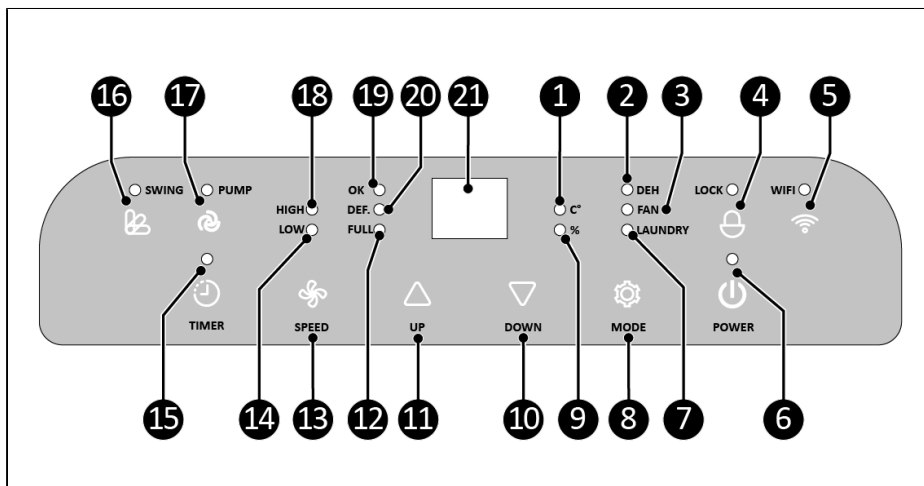 16 17 18 19 20 21 1 2 3 4 5
SWING PUMP OK DEH LOCK WIFI
HIGH DEF. C° FAN
LOW FULL % LAUNDRY
TIMER SPEED UP DOWN MODE POWER
15 14 13 12 11 10 9 8 7 6